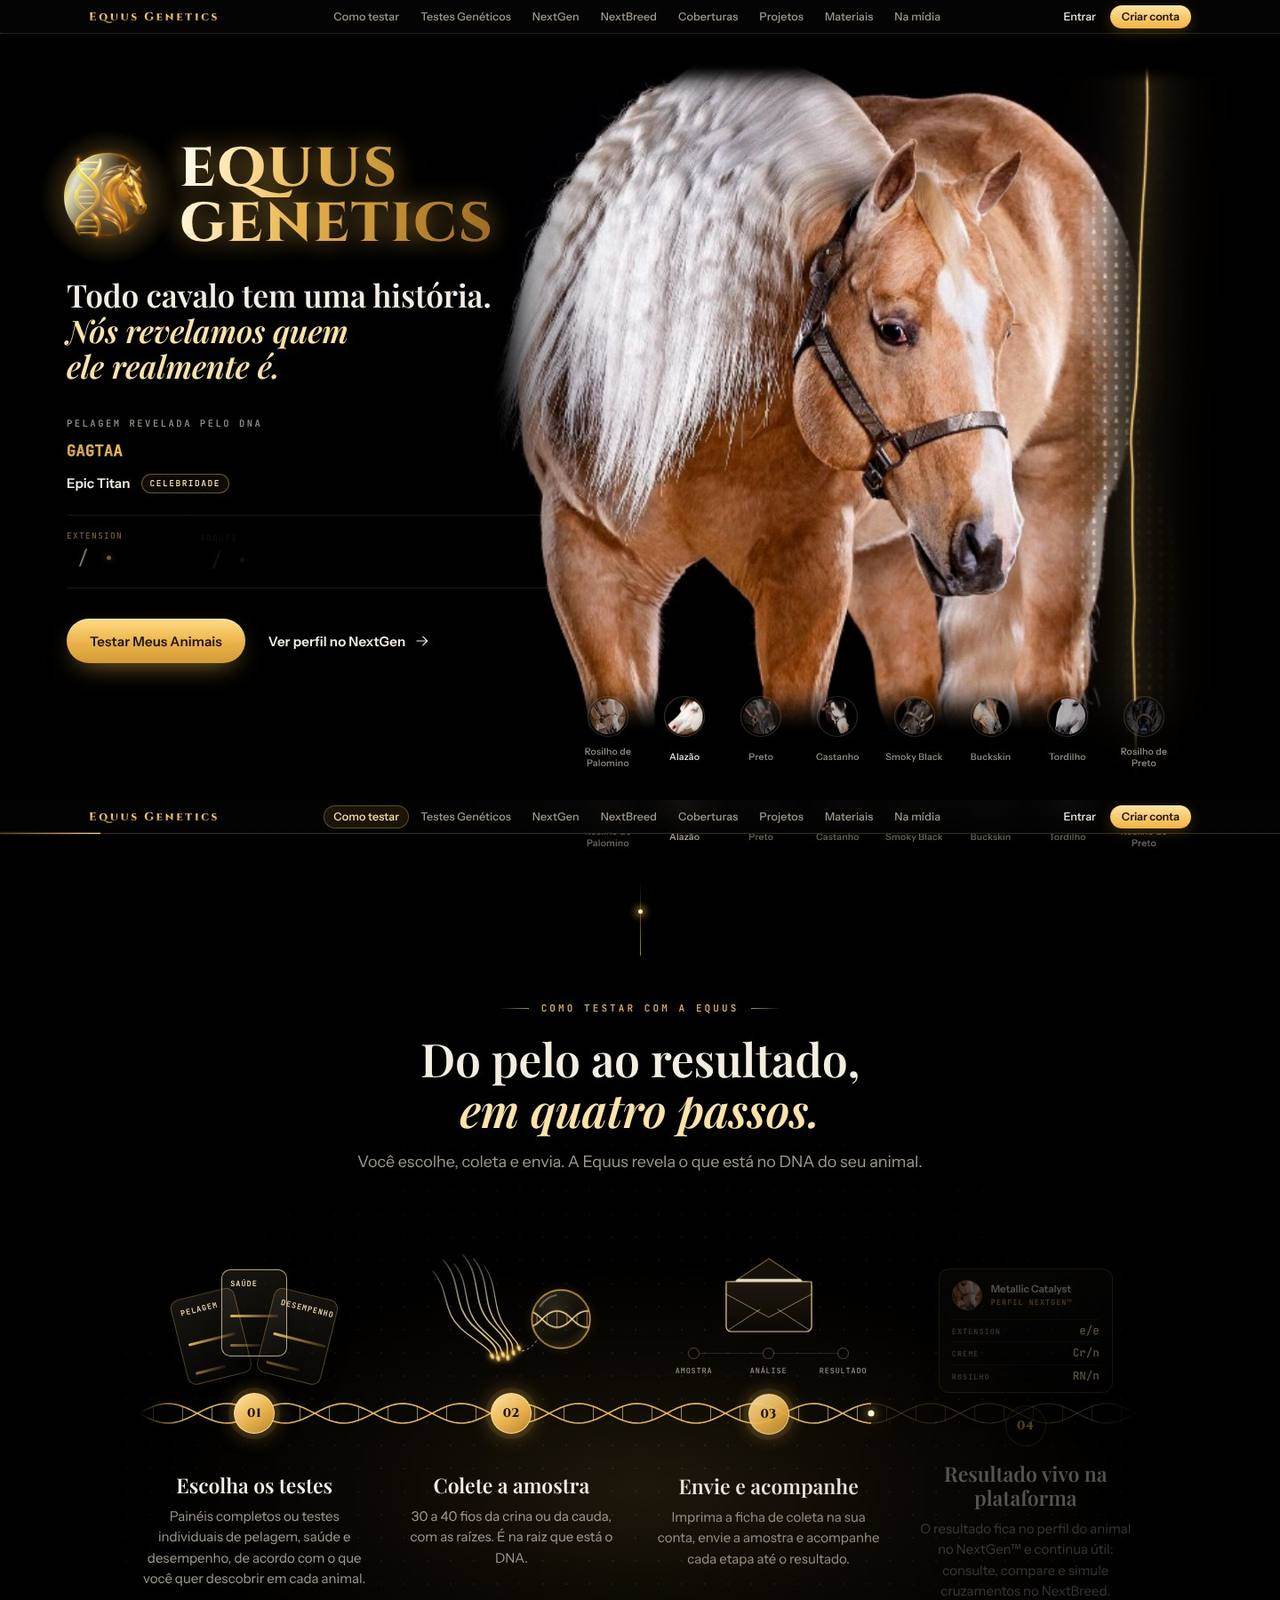 EQUUS GENETICS
Como testar Testes Genéticos NextGen NextBreed Coberturas Projetos Materiais Na mídia
Entrar Criar conta
EQUUS
GENETICS
Todo cavalo tem uma história.
Nós revelamos quem
ele realmente é.
PELAGEM REVELADA PELO DNA
GAGTAA
Epic Titan CELEBRIDADE
EXTENSION
/ •
/ •
Testar Meus Animais Ver perfil no NextGen →
Rosilho de
Palomino
Alazão
Preto
Castanho
Smoky Black
Buckskin
Tordilho
Rosilho de
Preto
EQUUS GENETICS
Como testar Testes Genéticos NextGen NextBreed Coberturas Projetos Materiais Na mídia
Entrar Criar conta
Palomino Alazão Preto Castanho Smoky Black Buckskin Tordilho Preto
COMO TESTAR COM A EQUUS
Do pelo ao resultado,
em quatro passos.
Você escolhe, coleta e envia. A Equus revela o que está no DNA do seu animal.
PELAGEM
SAÚDE
DESEMPENHO
AMOSTRA ANÁLISE RESULTADO
Metallic Catalyst
PERFIL NEXTGEN™
EXTENSION e/e
CREME Cr/n
ROSILHO RN/n
01
02
03
04
Escolha os testes
Painéis completos ou testes
individuais de pelagem, saúde e
desempenho, de acordo com o que
você quer descobrir em cada animal.
Colete a amostra
30 a 40 fios da crina ou da cauda,
com as raízes. É na raiz que está o
DNA.
Envie e acompanhe
Imprima a ficha de coleta na sua
conta, envie a amostra e acompanhe
cada etapa até o resultado.
Resultado vivo na
plataforma
O resultado fica no perfil do animal
no NextGen™ e continua útil:
consulte, compare e simule
cruzamentos no NextBreed.